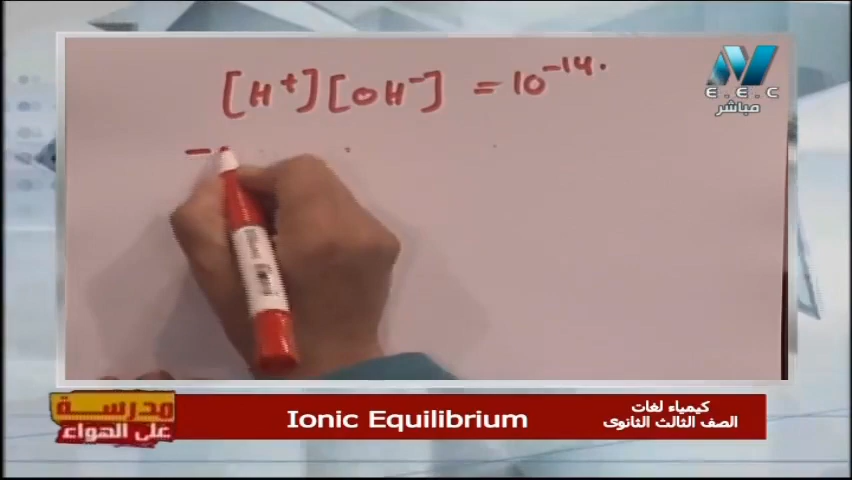 [H⁺][OH⁻] = 10⁻¹⁴.
−
E.E.C
مباشر
مدرسة
على الهواء
Ionic Equilibrium
كيمياء لغات
الصف الثالث الثانوى